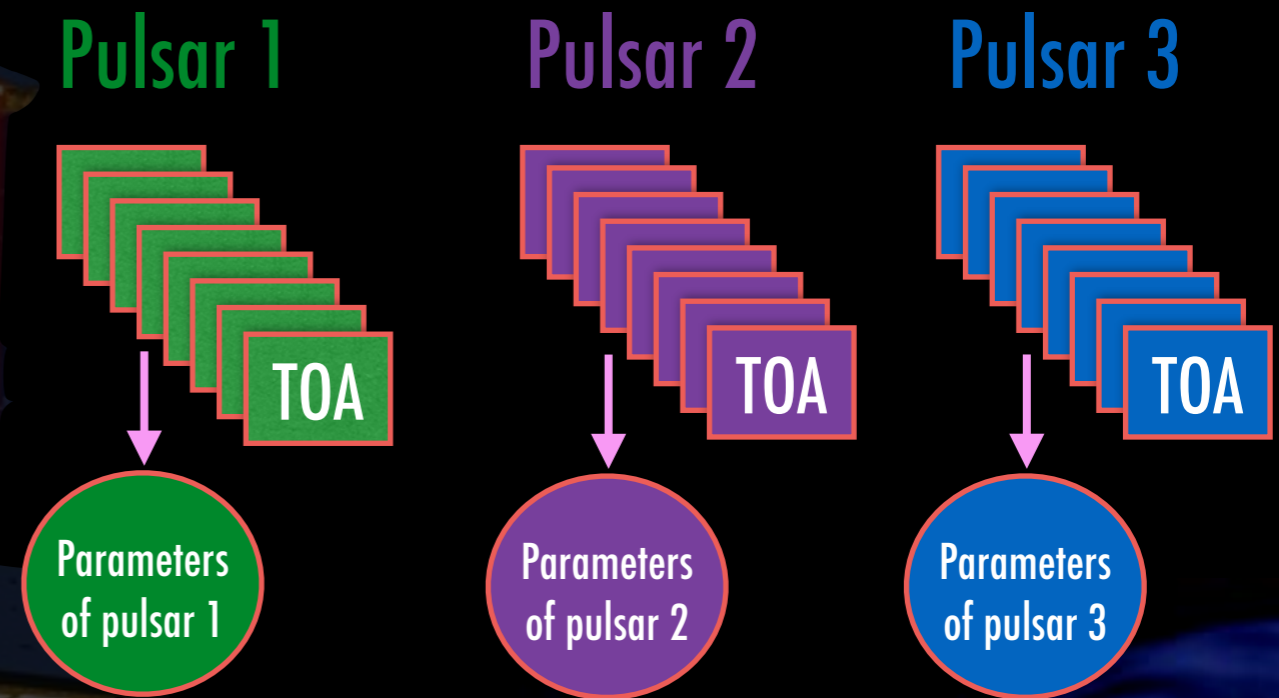 Pulsar 1
Pulsar 2
Pulsar 3
TOA
TOA
TOA
Parameters
of pulsar 1
Parameters
of pulsar 2
Parameters
of pulsar 3